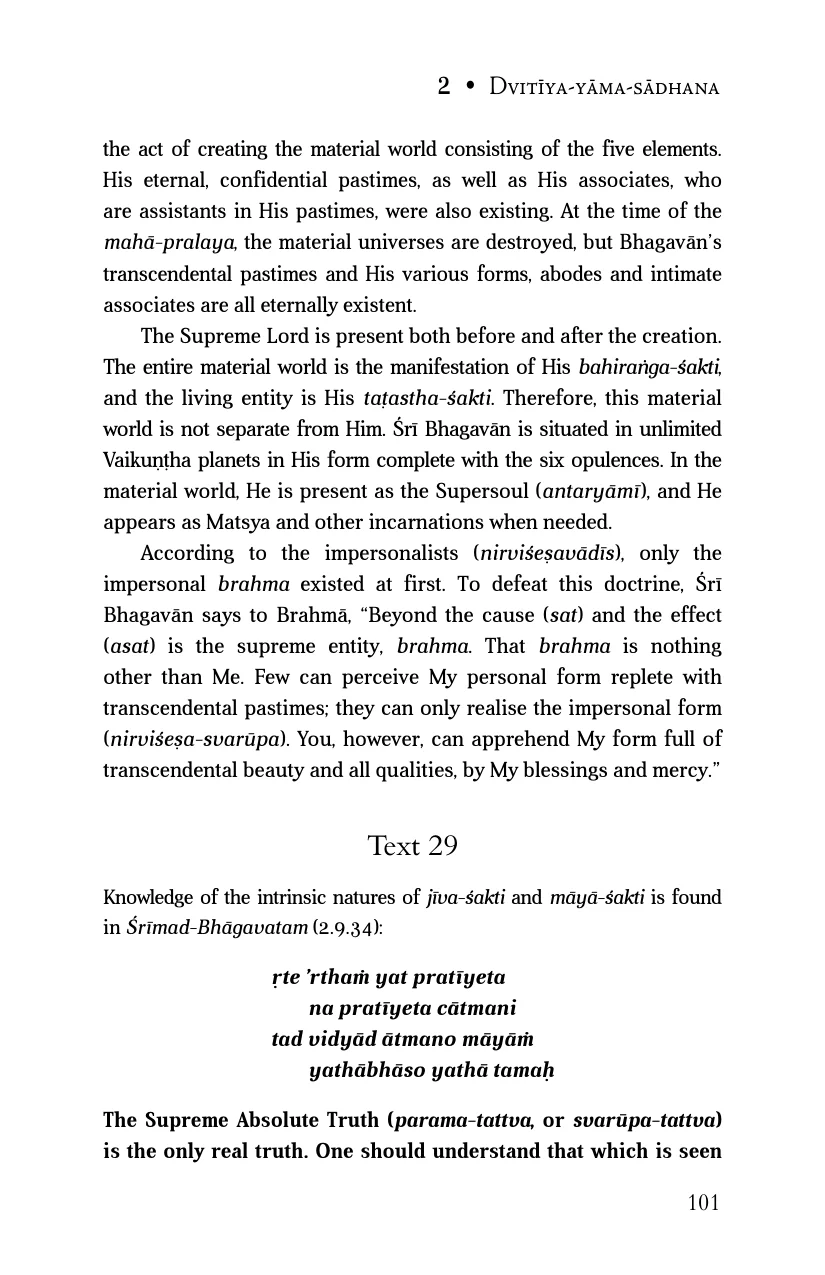 2 • Dvitīya-yāma-sādhana
the act of creating the material world consisting of the five elements.
His eternal, confidential pastimes, as well as His associates, who
are assistants in His pastimes, were also existing. At the time of the
mahā-pralaya, the material universes are destroyed, but Bhagavān’s
transcendental pastimes and His various forms, abodes and intimate
associates are all eternally existent.
The Supreme Lord is present both before and after the creation.
The entire material world is the manifestation of His bahiraṅga-śakti,
and the living entity is His taṭastha-śakti. Therefore, this material
world is not separate from Him. Śrī Bhagavān is situated in unlimited
Vaikuṇṭha planets in His form complete with the six opulences. In the
material world, He is present as the Supersoul (antaryāmī), and He
appears as Matsya and other incarnations when needed.
According to the impersonalists (nirviśeṣavādīs), only the
impersonal brahma existed at first. To defeat this doctrine, Śrī
Bhagavān says to Brahmā, “Beyond the cause (sat) and the effect
(asat) is the supreme entity, brahma. That brahma is nothing
other than Me. Few can perceive My personal form replete with
transcendental pastimes; they can only realise the impersonal form
(nirviśeṣa-svarūpa). You, however, can apprehend My form full of
transcendental beauty and all qualities, by My blessings and mercy.”
Text 29
Knowledge of the intrinsic natures of jīva-śakti and māyā-śakti is found
in Śrīmad-Bhāgavatam (2.9.34):
ṛte ’rthaṁ yat pratīyeta
na pratīyeta cātmani
tad vidyād ātmano māyāṁ
yathābhāso yathā tamaḥ
The Supreme Absolute Truth (parama-tattva, or svarūpa-tattva)
is the only real truth. One should understand that which is seen
101